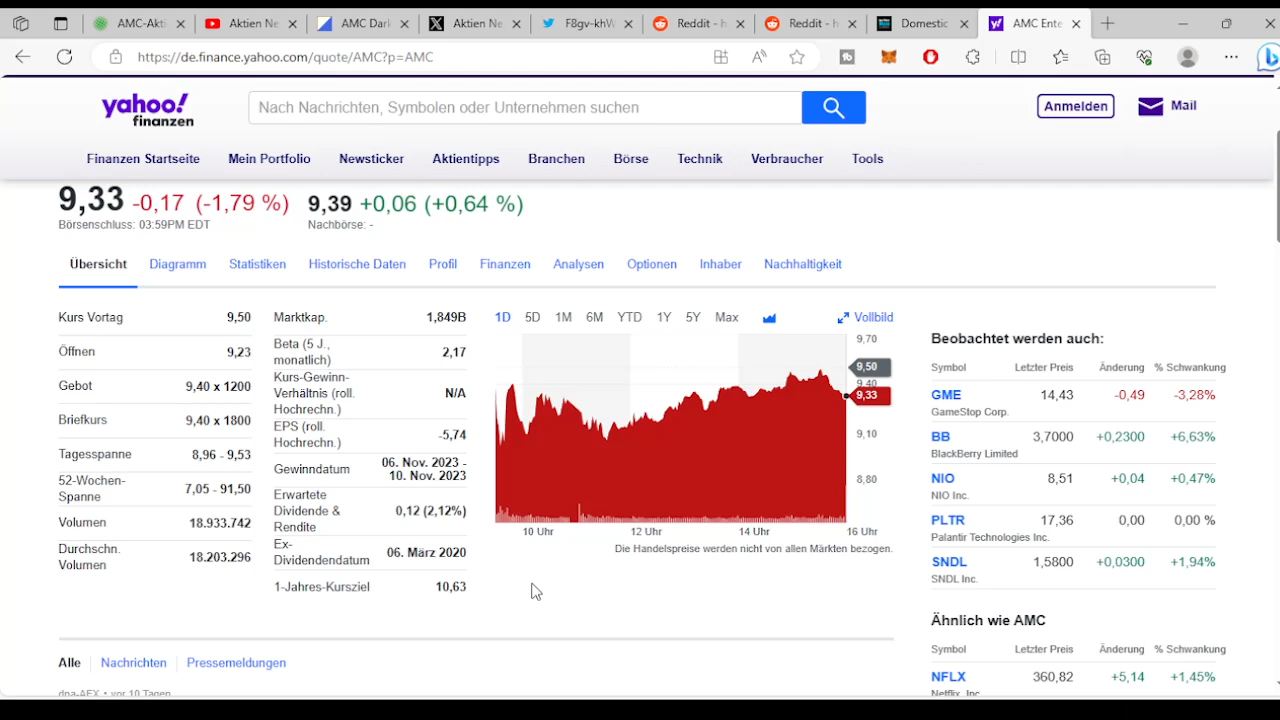 AMC-Akti
Aktien Ne
AMC Dark
Aktien Ne
F8gv-khW
Reddit - h
Reddit - h
Domestic
AMC Ente
https://de.finance.yahoo.com/quote/AMC?p=AMC
yahoo!
finanzen
Nach Nachrichten, Symbolen oder Unternehmen suchen
Anmelden
Mail
Finanzen Startseite
Mein Portfolio
Newsticker
Aktientipps
Branchen
Börse
Technik
Verbraucher
Tools
9,33 -0,17 (-1,79 %)
Börsenschluss: 03:59PM EDT
9,39 +0,06 (+0,64 %)
Nachbörse: -
Übersicht
Diagramm
Statistiken
Historische Daten
Profil
Finanzen
Analysen
Optionen
Inhaber
Nachhaltigkeit
Kurs Vortag 9,50
Öffnen 9,23
Gebot 9,40 x 1200
Briefkurs 9,40 x 1800
Tagesspanne 8,96 - 9,53
52-Wochen-
Spanne 7,05 - 91,50
Volumen 18.933.742
Durchschn.
Volumen 18.203.296
Marktkap. 1,849B
Beta (5 J.,
monatlich) 2,17
Kurs-Gewinn-
Verhältnis (roll. N/A
Hochrechn.)
EPS (roll.
Hochrechn.) -5,74
Gewinndatum 06. Nov. 2023 -
10. Nov. 2023
Erwartete
Dividende & 0,12 (2,12%)
Rendite
Ex-
Dividendendatum 06. März 2020
1-Jahres-Kursziel 10,63
1D 5D 1M 6M YTD 1Y 5Y Max
Vollbild
9,70
9,50
9,40
9,33
9,10
8,80
10 Uhr 12 Uhr 14 Uhr 16 Uhr
Die Handelspreise werden nicht von allen Märkten bezogen.
Beobachtet werden auch:
Symbol Letzter Preis Änderung % Schwankung
GME 14,43 -0,49 -3,28%
GameStop Corp.
BB 3,7000 +0,2300 +6,63%
BlackBerry Limited
NIO 8,51 +0,04 +0,47%
NIO Inc.
PLTR 17,36 0,00 0,00 %
Palantir Technologies Inc.
SNDL 1,5800 +0,0300 +1,94%
SNDL Inc.
Ähnlich wie AMC
Symbol Letzter Preis Änderung % Schwankung
NFLX 360,82 +5,14 +1,45%
Netflix, Inc.
Alle
Nachrichten
Pressemeldungen
dpa-AFX • vor 10 Tagen